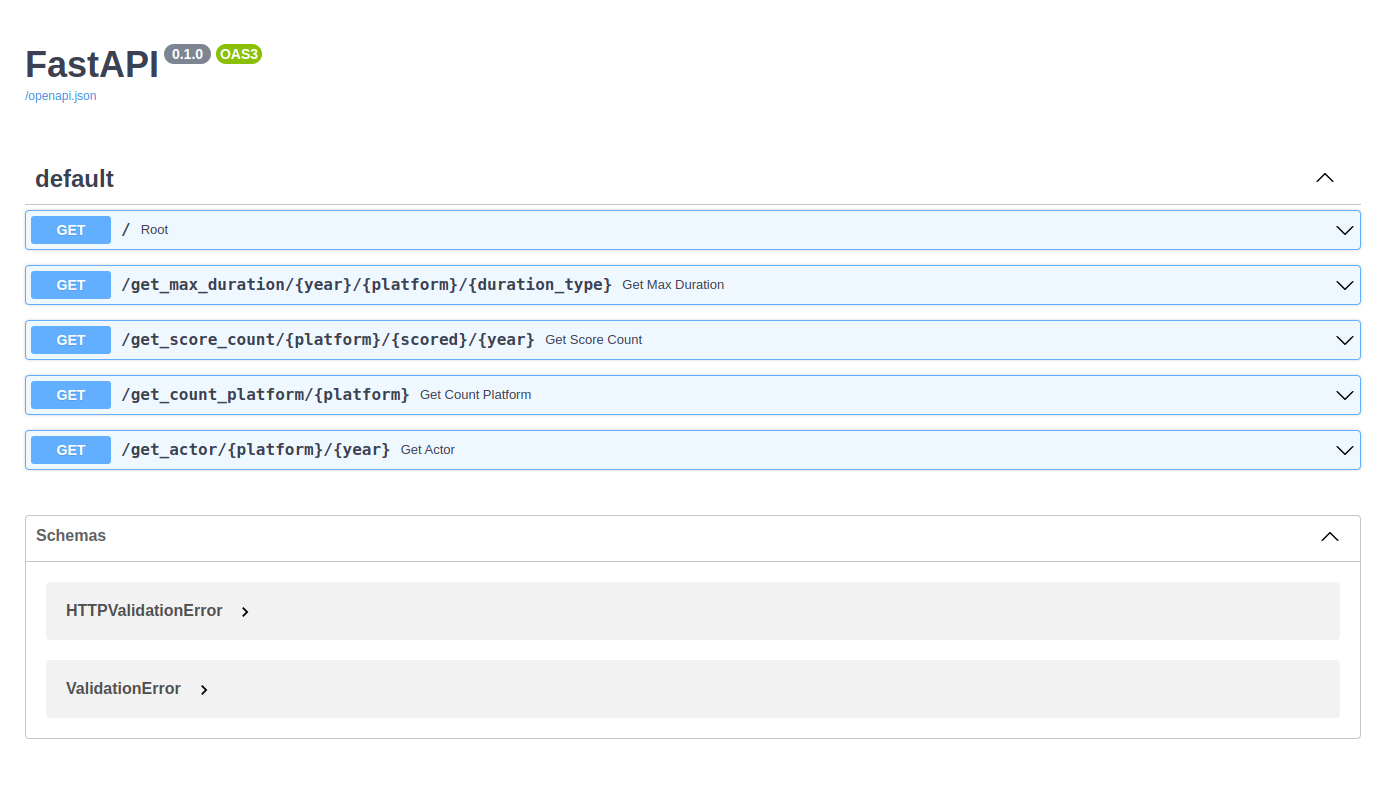 FastAPI 0.1.0 OAS3
/openapi.json
default
GET / Root
GET /get_max_duration/{year}/{platform}/{duration_type} Get Max Duration
GET /get_score_count/{platform}/{scored}/{year} Get Score Count
GET /get_count_platform/{platform} Get Count Platform
GET /get_actor/{platform}/{year} Get Actor
Schemas
HTTPValidationError
ValidationError